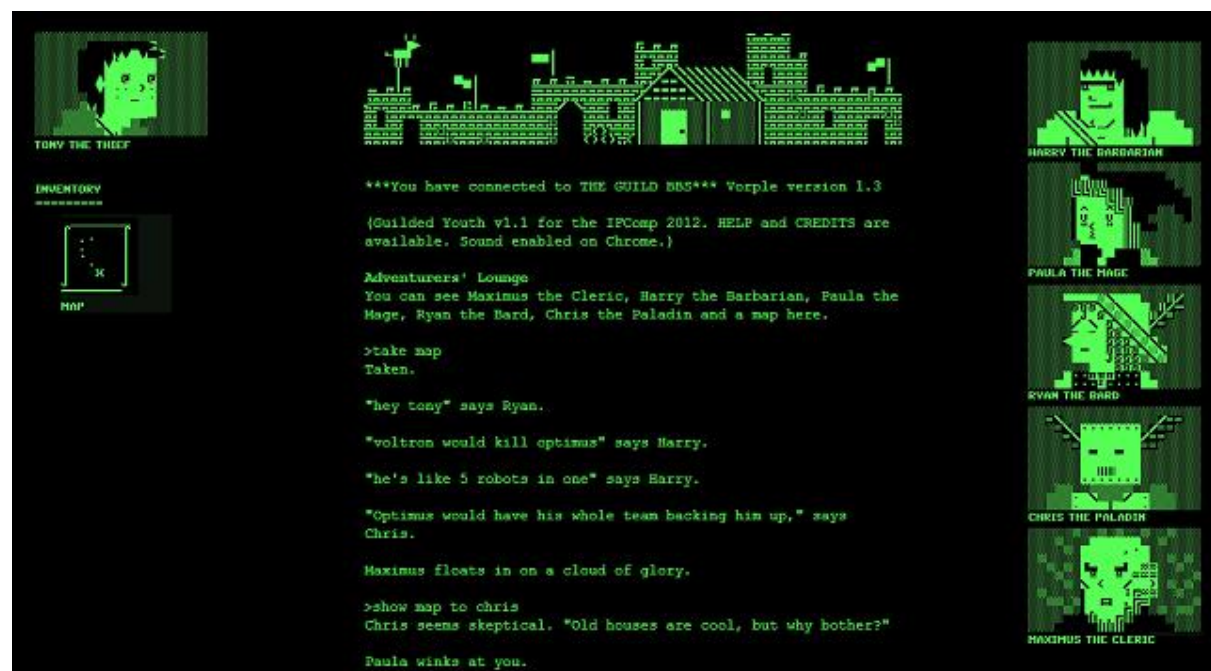 TONY THE THIEF
INVENTORY
=========
MAP
***You have connected to THE GUILD BBS*** Vorple version 1.3
(Guilded Youth v1.1 for the IFComp 2012. HELP and CREDITS are
available. Sound enabled on Chrome.)
Adventurers' Lounge
You can see Maximus the Cleric, Harry the Barbarian, Paula the
Mage, Ryan the Bard, Chris the Paladin and a map here.
>take map
Taken.
"hey tony" says Ryan.
"voltron would kill optimus" says Harry.
"he's like 5 robots in one" says Harry.
"Optimus would have his whole team backing him up," says
Chris.
Maximus floats in on a cloud of glory.
>show map to chris
Chris seems skeptical. "Old houses are cool, but why bother?"
Paula winks at you.
HARRY THE BARBARIAN
PAULA THE MAGE
RYAN THE BARD
CHRIS THE PALADIN
MAXIMUS THE CLERIC